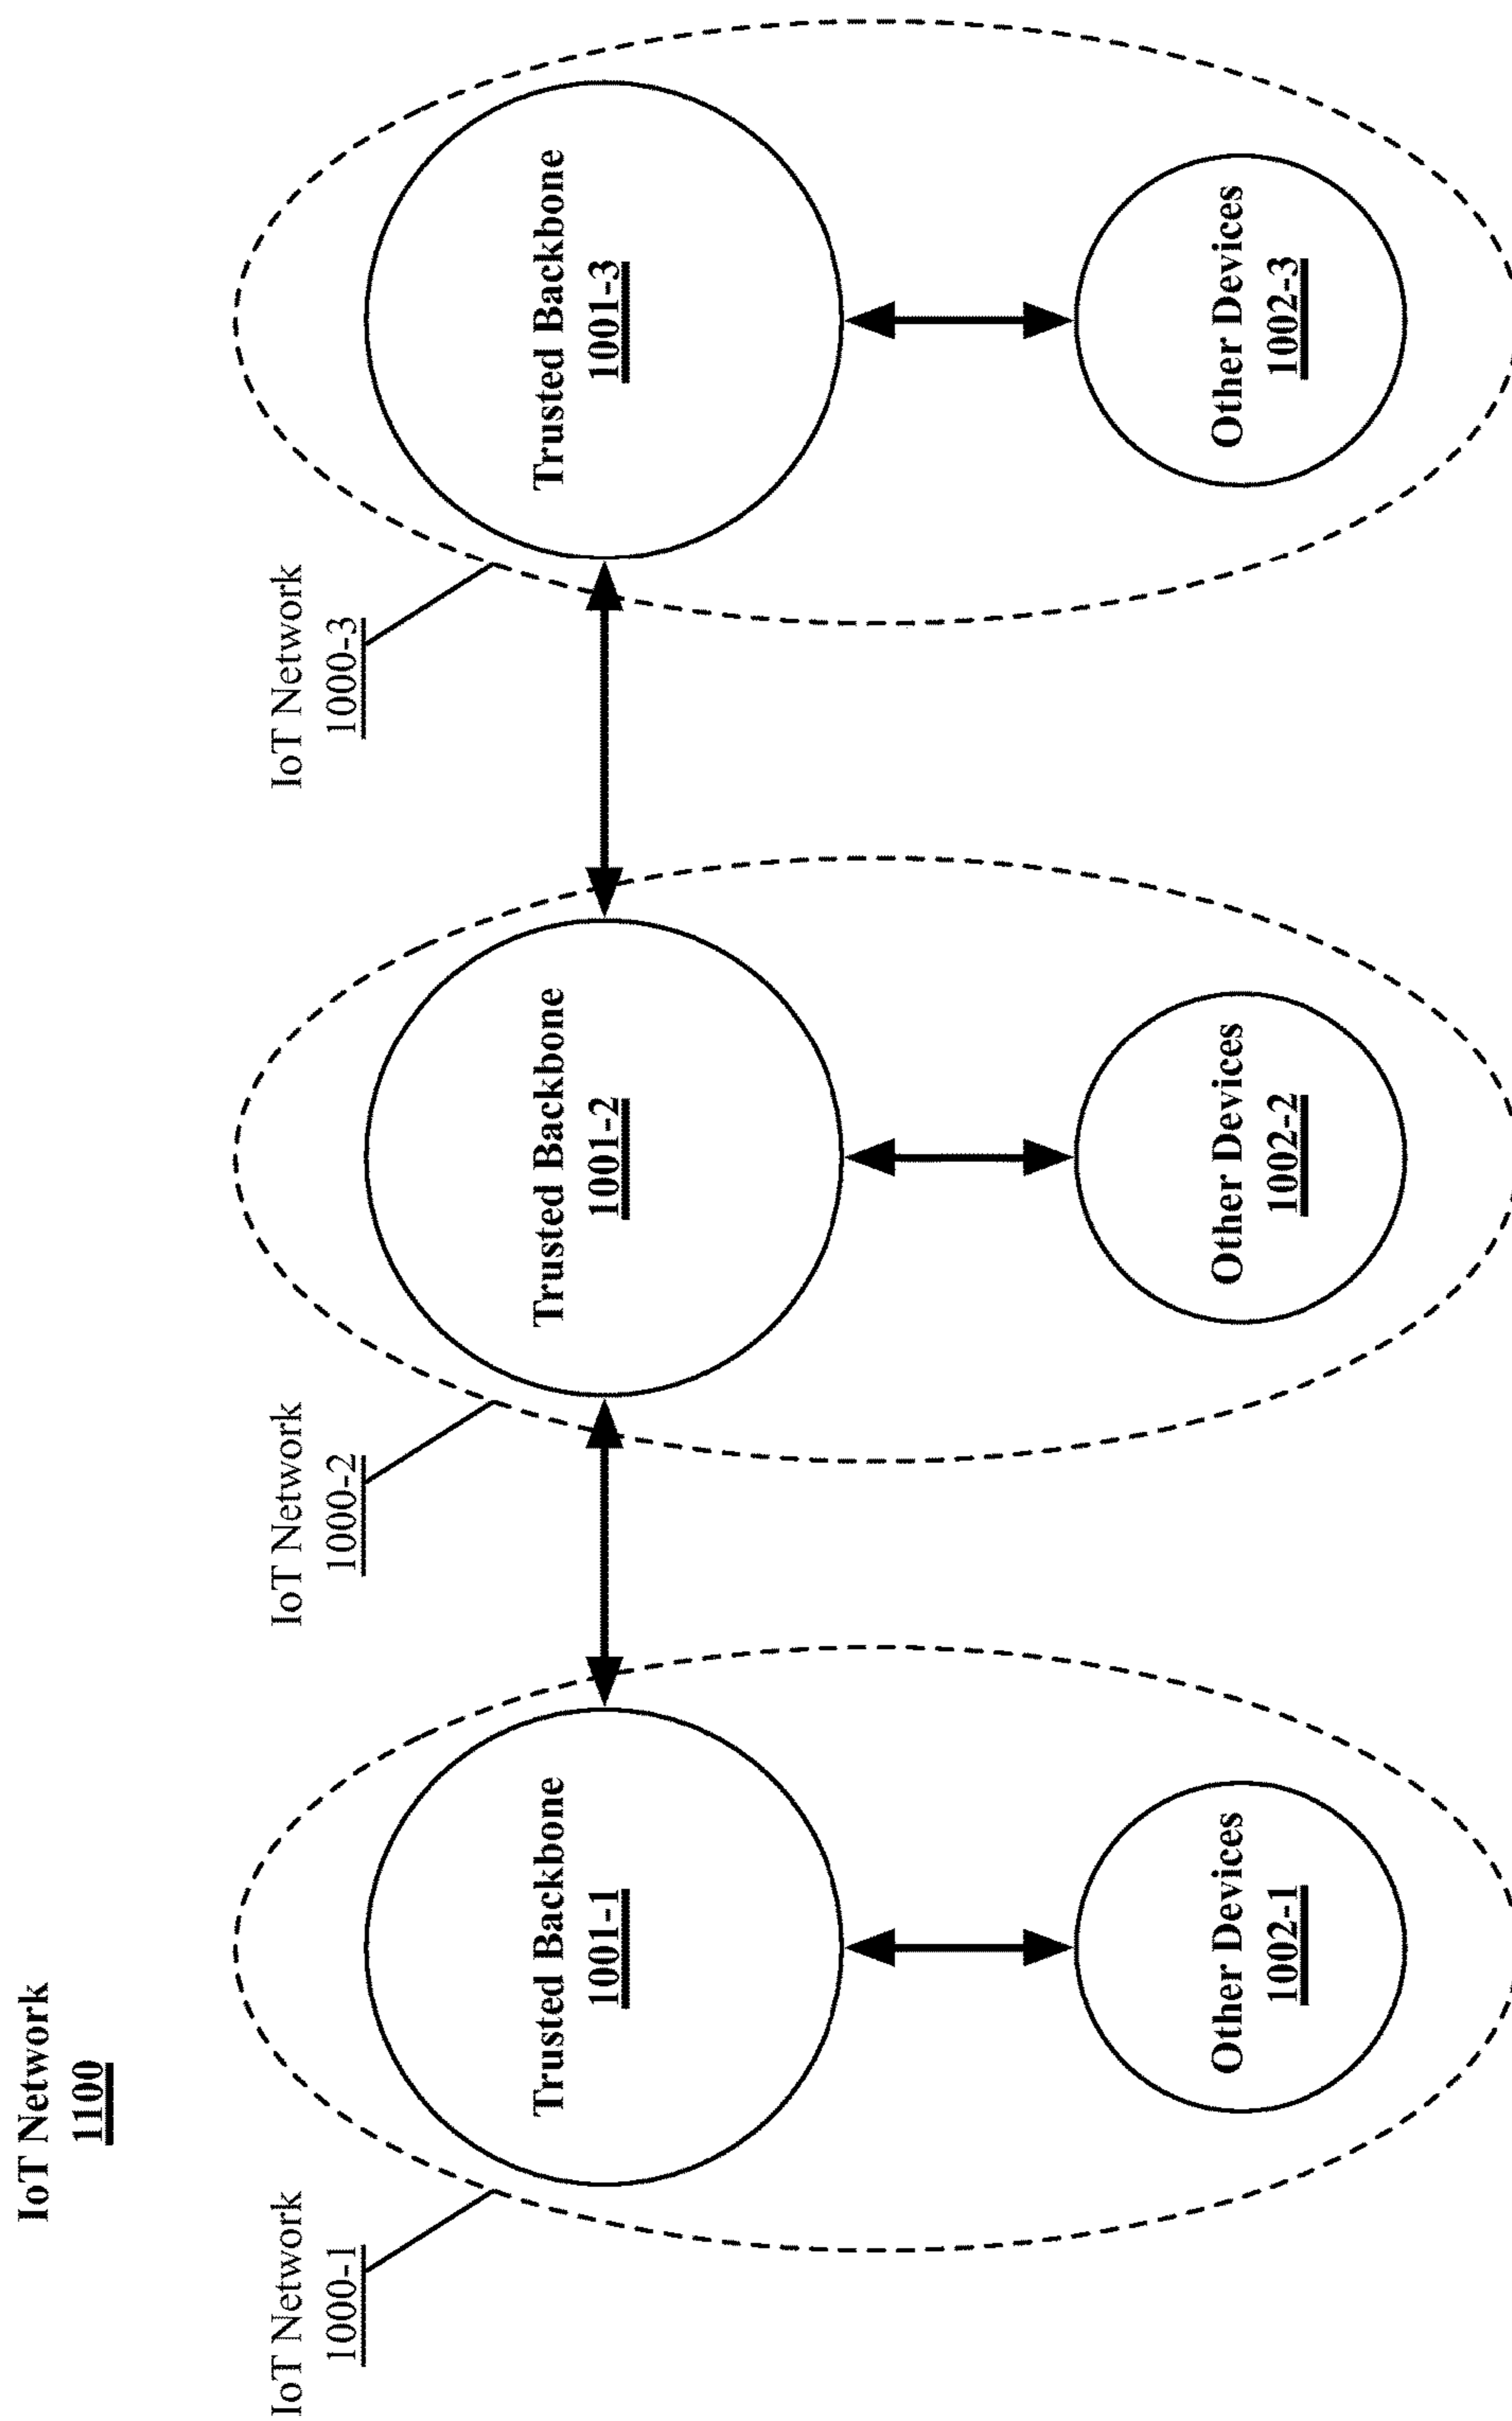 IoT Network
1100
IoT Network
1000-1
IoT Network
1000-2
IoT Network
1000-3
Trusted Backbone
1001-1
Trusted Backbone
1001-2
Trusted Backbone
1001-3
Other Devices
1002-1
Other Devices
1002-2
Other Devices
1002-3